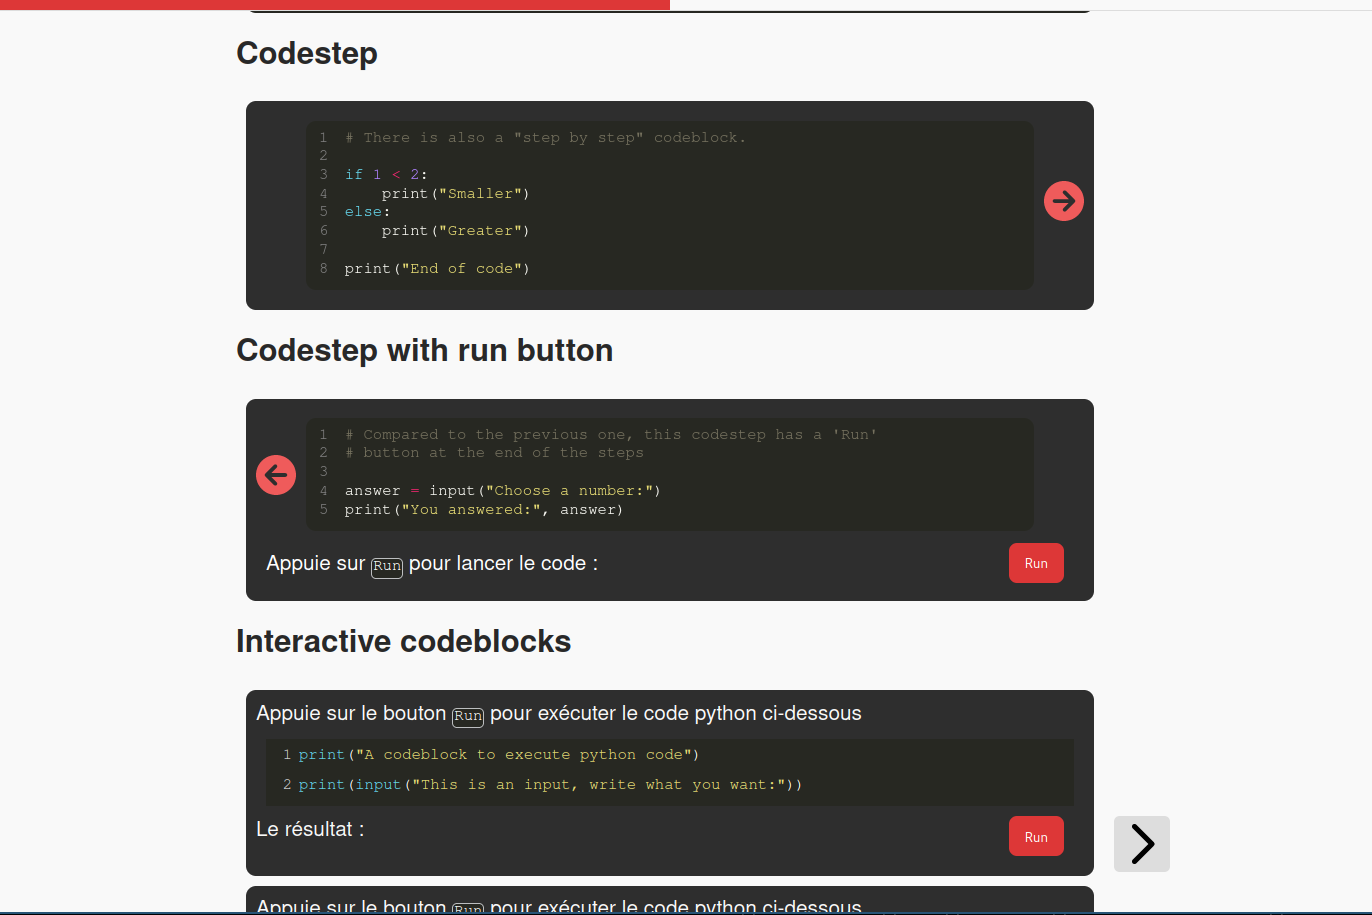 Codestep
1 # There is also a "step by step" codeblock.
2
3 if 1 < 2:
4     print("Smaller")
5 else:
6     print("Greater")
7
8 print("End of code")
Codestep with run button
1 # Compared to the previous one, this codestep has a 'Run'
2 # button at the end of the steps
3
4 answer = input("Choose a number:")
5 print("You answered:", answer)
Appuie sur Run pour lancer le code :
Run
Interactive codeblocks
Appuie sur le bouton Run pour exécuter le code python ci-dessous
1 print("A codeblock to execute python code")
2 print(input("This is an input, write what you want:"))
Le résultat :
Run
Appuie sur le bouton Run pour exécuter le code python ci-dessous